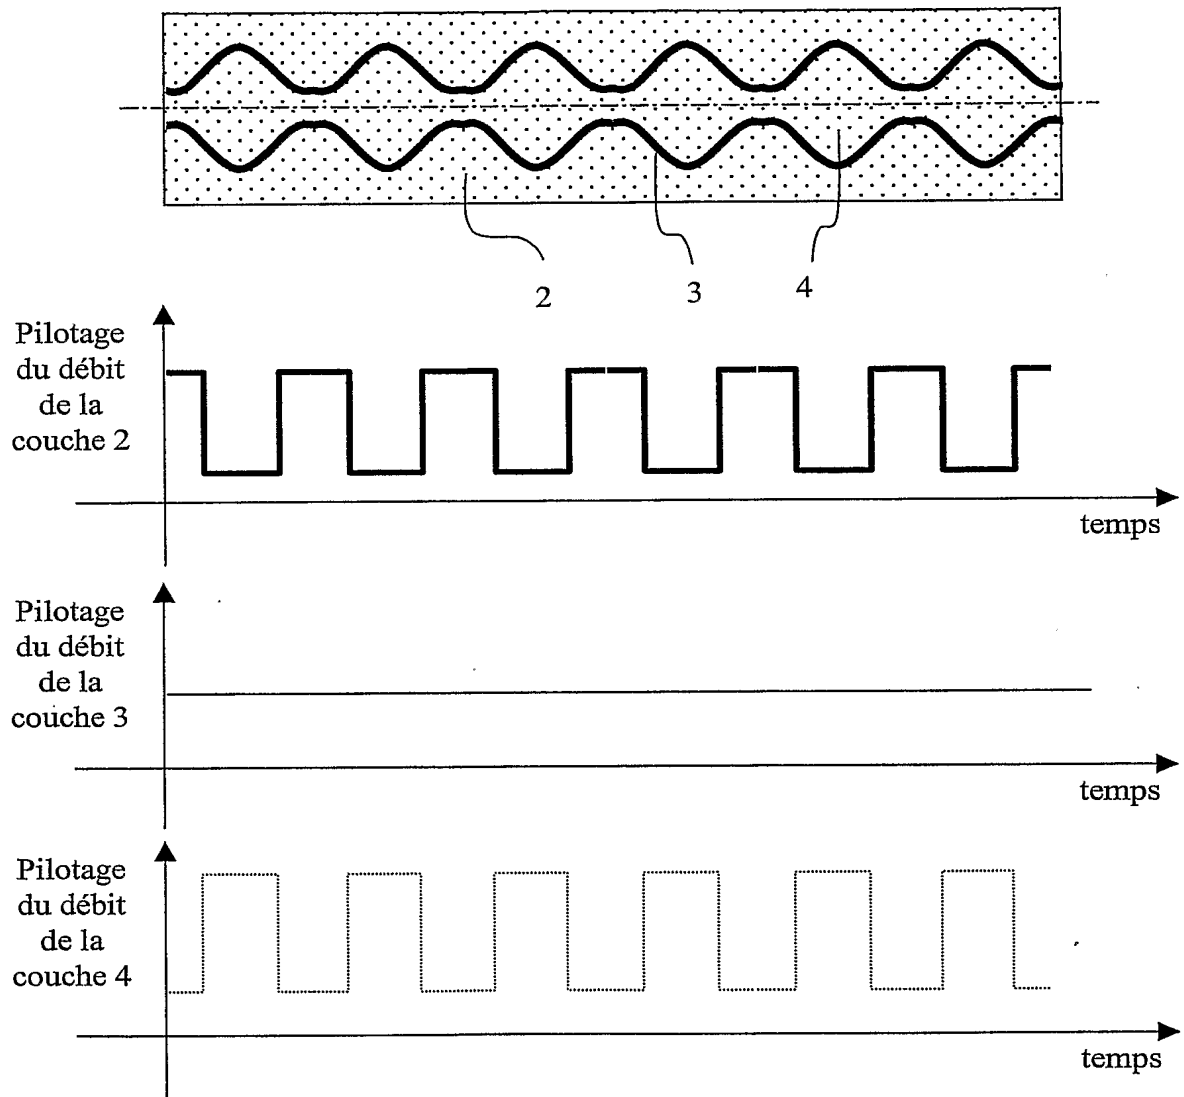 2
3
4
Pilotage
du débit
de la
couche 2
temps
Pilotage
du débit
de la
couche 3
temps
Pilotage
du débit
de la
couche 4
temps